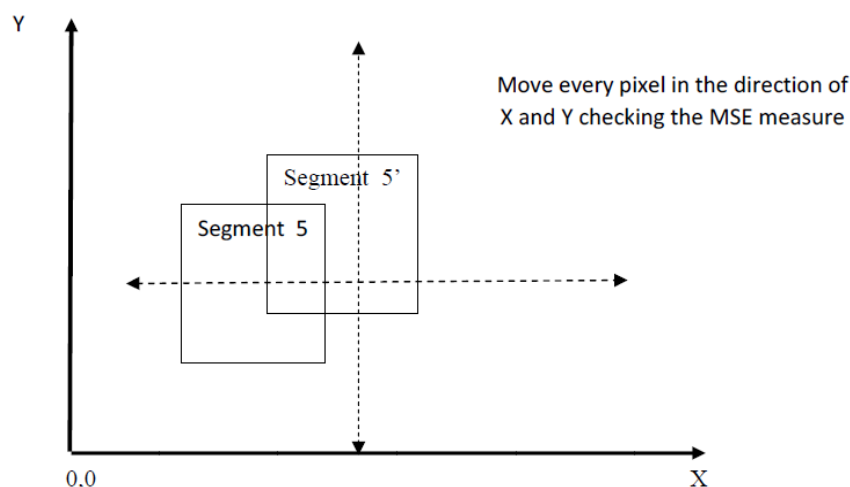 Y
Move every pixel in the direction of
X and Y checking the MSE measure
Segment 5’
Segment 5
0,0
X